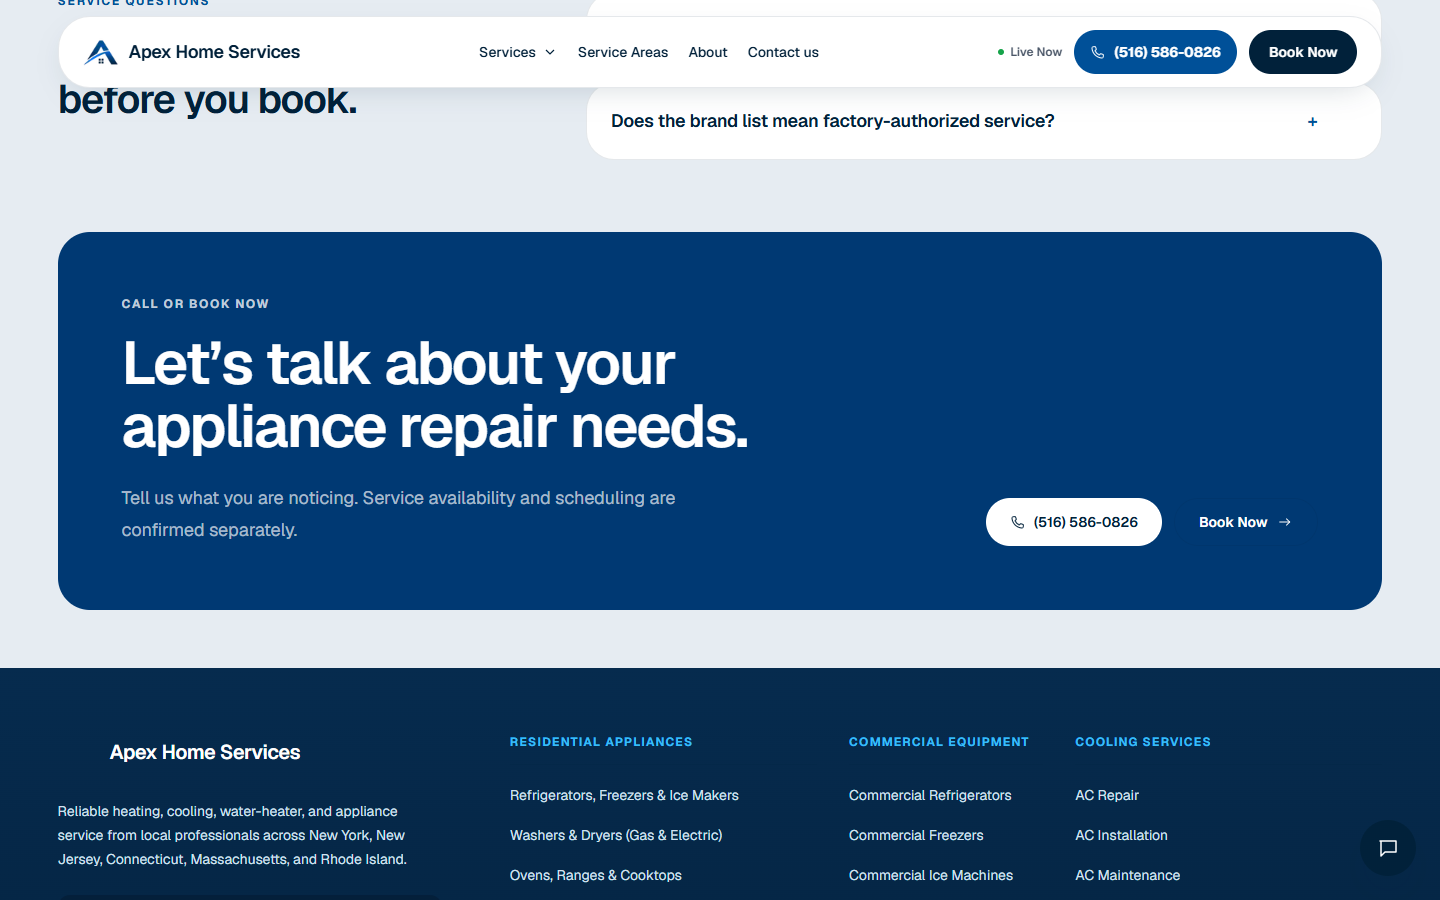 SERVICE QUESTIONS
Apex Home Services
Services
Service Areas
About
Contact us
Live Now
(516) 586-0826
Book Now
before you book.
Does the brand list mean factory-authorized service?
+
CALL OR BOOK NOW
Let’s talk about your
appliance repair needs.
Tell us what you are noticing. Service availability and scheduling are
confirmed separately.
(516) 586-0826
Book Now →
Apex Home Services
Reliable heating, cooling, water-heater, and appliance
service from local professionals across New York, New
Jersey, Connecticut, Massachusetts, and Rhode Island.
RESIDENTIAL APPLIANCES
Refrigerators, Freezers & Ice Makers
Washers & Dryers (Gas & Electric)
Ovens, Ranges & Cooktops
COMMERCIAL EQUIPMENT
Commercial Refrigerators
Commercial Freezers
Commercial Ice Machines
COOLING SERVICES
AC Repair
AC Installation
AC Maintenance